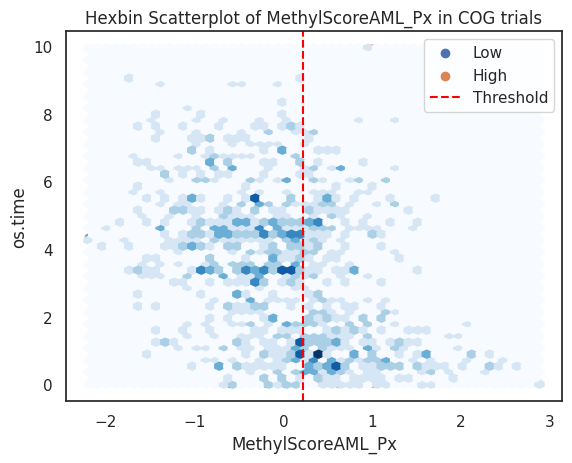 Hexbin Scatterplot of MethylScoreAML_Px in COG trials
Low
High
Threshold
10
8
6
4
2
0
os.time
−2
−1
0
1
2
3
MethylScoreAML_Px